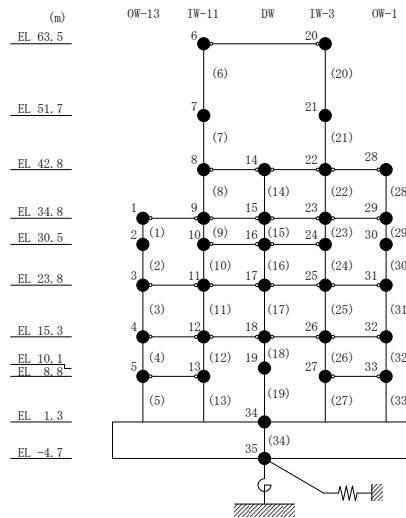 (m) OW-13 IW-11 DW IW-3 OW-1
EL 63.5 6 20
(6) (20)
EL 51.7 7 21
(7) (21)
EL 42.8 8 14 22 28
(8) (14) (22) (28
EL 34.8 1 9 15 23 29
(1) (9) (15) (23) (29
EL 30.5 2 10 16 24 30
(2) (10) (16) (24) (30
EL 23.8 3 11 17 25 31
(3) (11) (17) (25) (31
EL 15.3 4 12 18 26 32
(4) (12) (18) (26) (32
EL 10.1 19
EL 8.8 5 13 27 33
(5) (13) (19) (27) (33
EL 1.3 34
(34)
EL -4.7 35